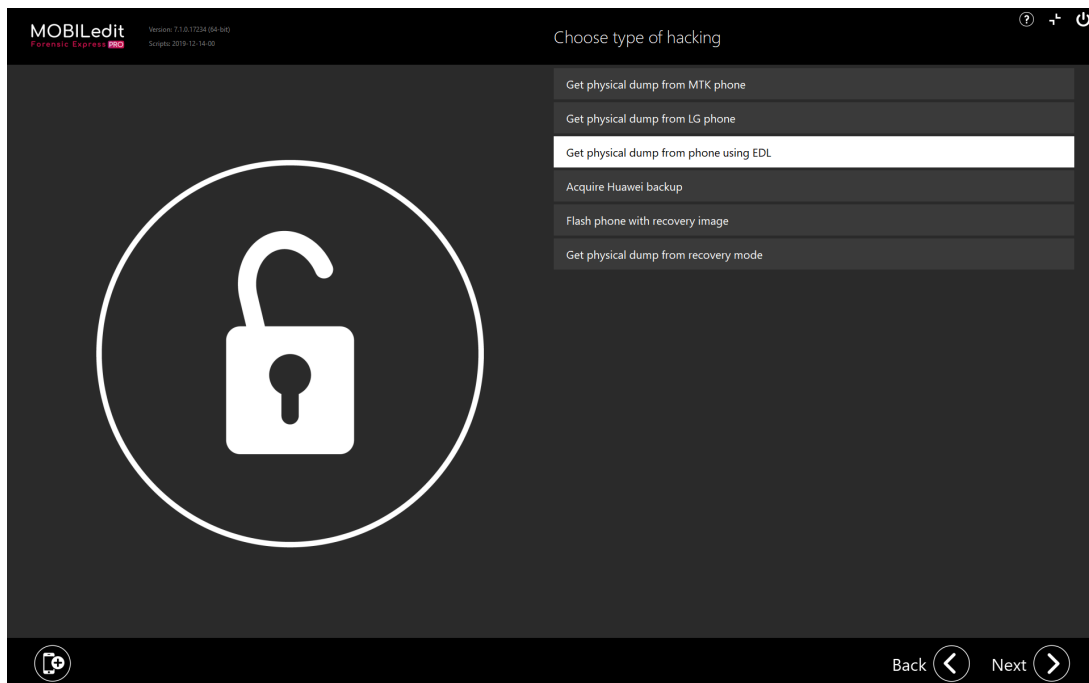 MOBILedit
Forensic Express PRO
Version: 7.1.0.17234 (64-bit)
Scripts: 2019-12-14-00
Choose type of hacking
?
Get physical dump from MTK phone
Get physical dump from LG phone
Get physical dump from phone using EDL
Acquire Huawei backup
Flash phone with recovery image
Get physical dump from recovery mode
Back
Next